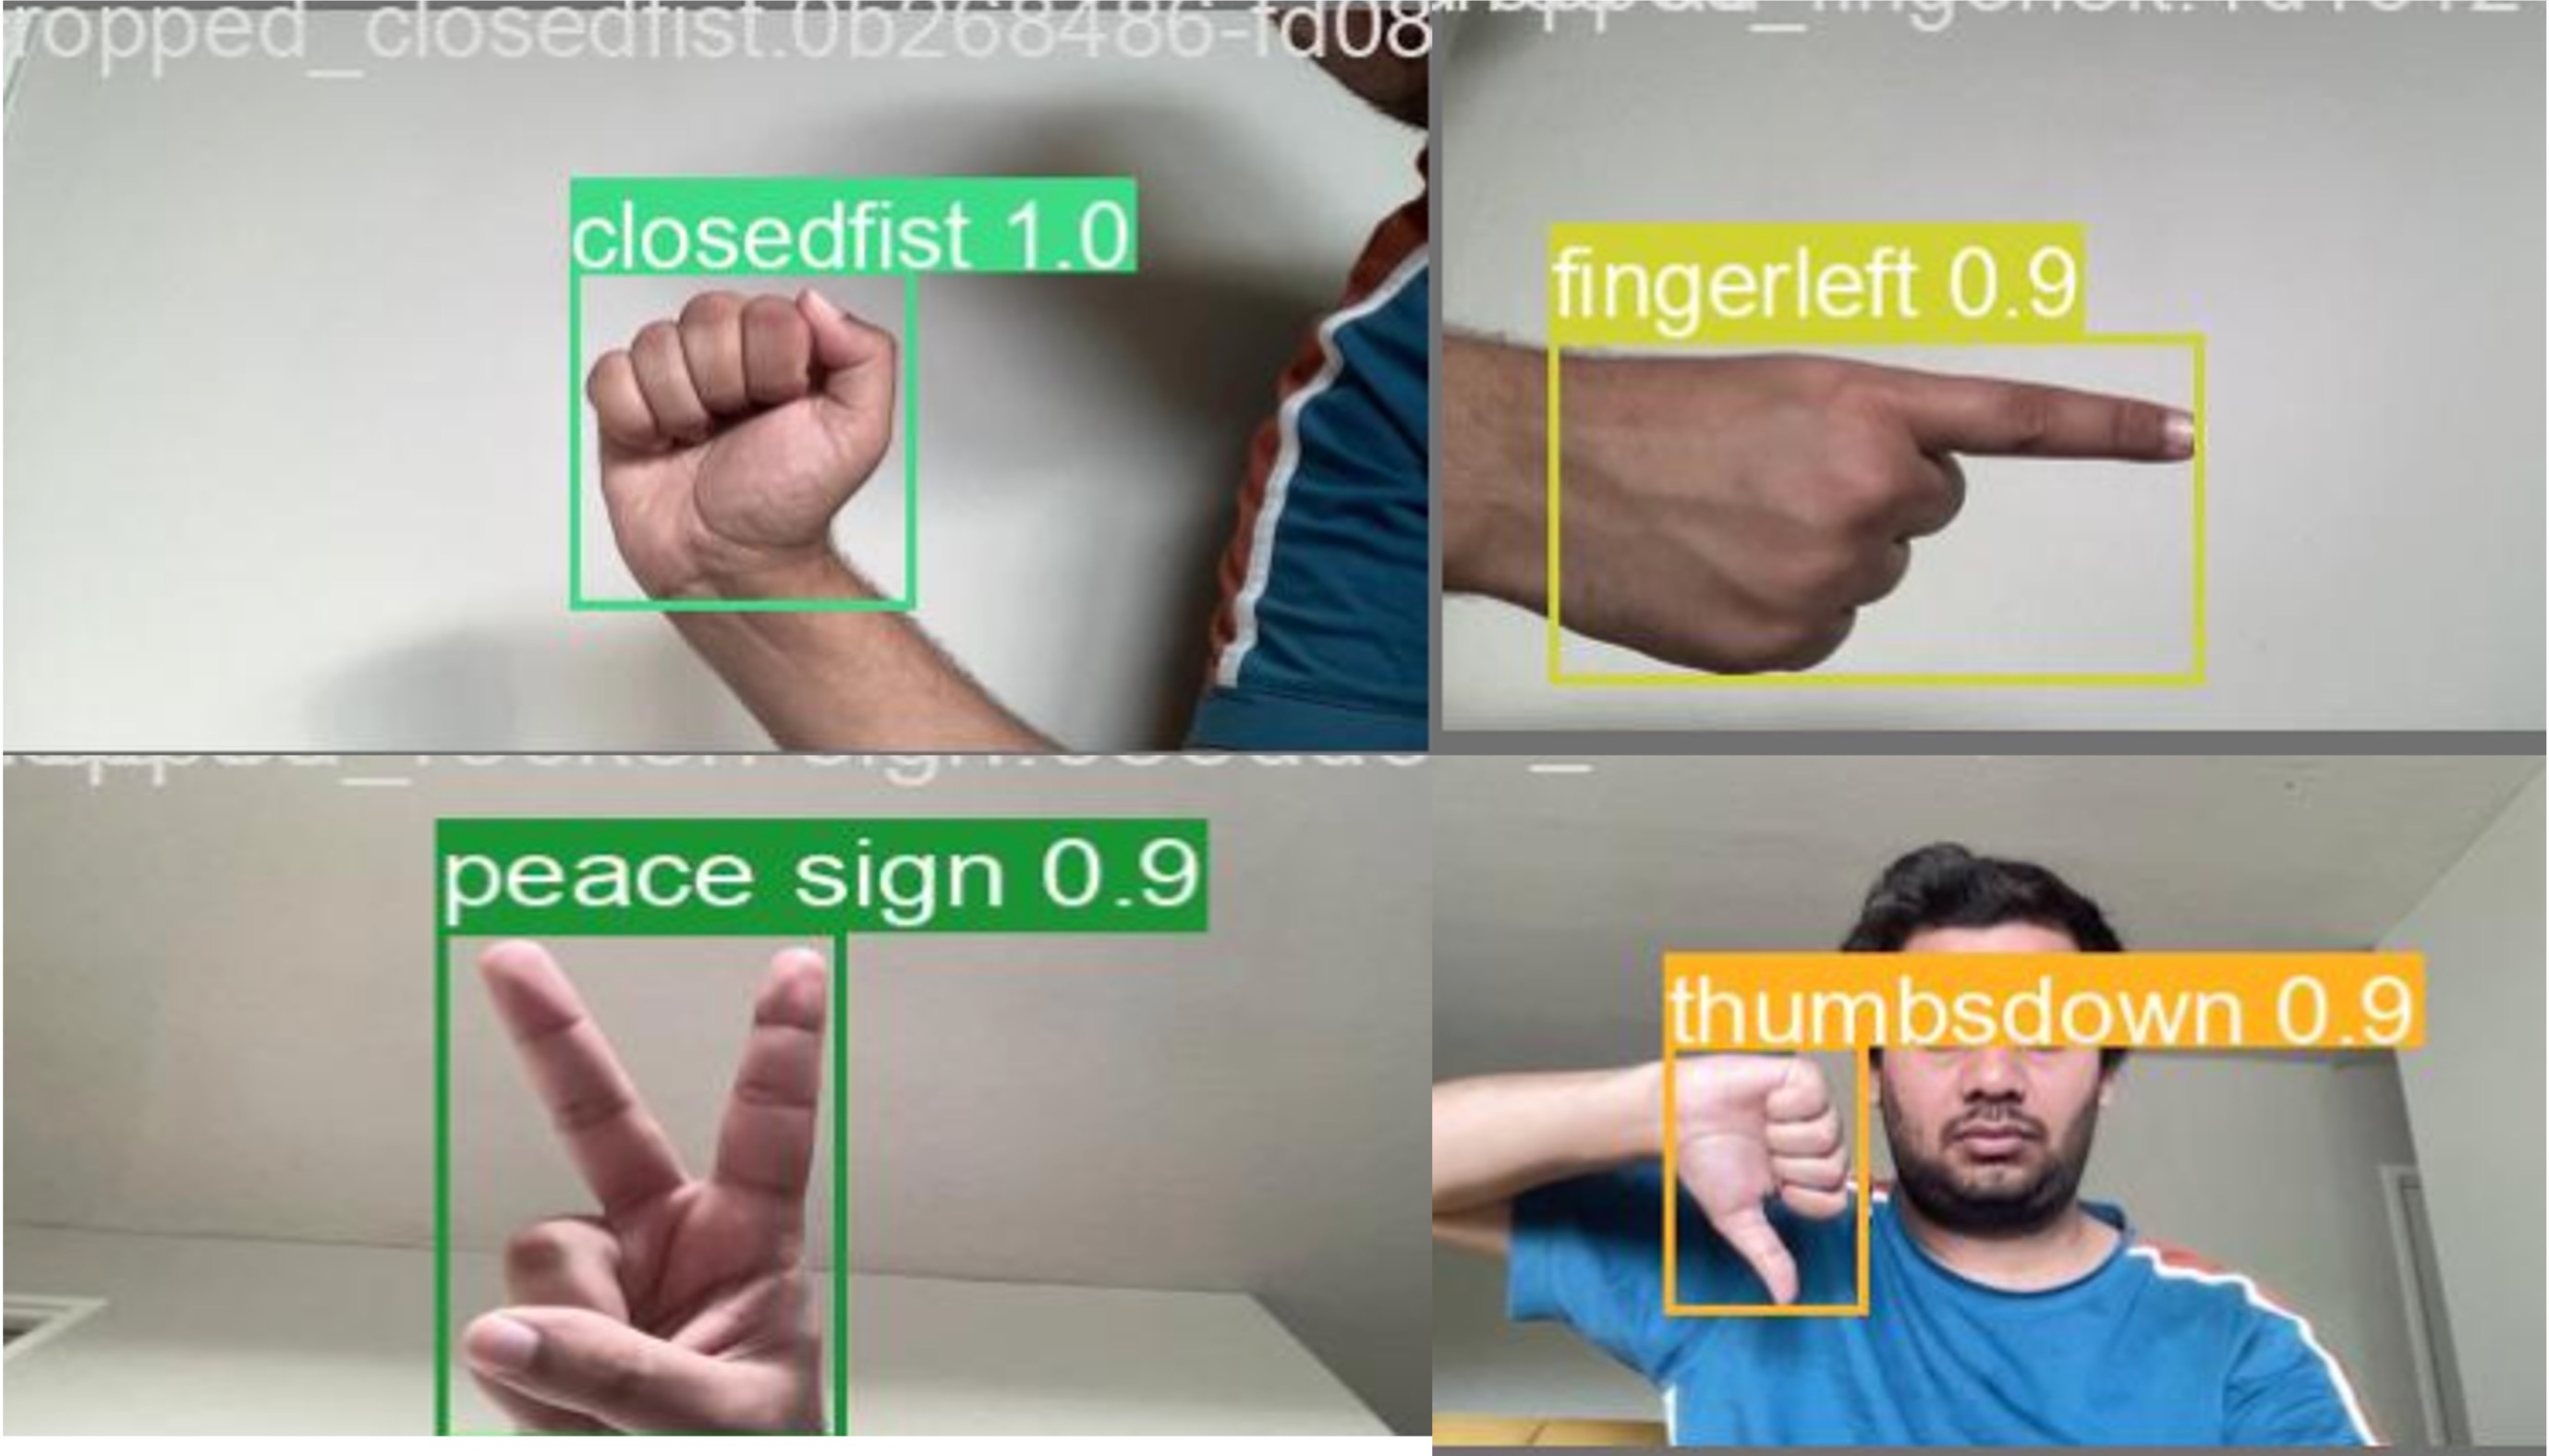 ropped_closedfist.0b268486-fd08
closedfist 1.0
fingerleft 0.9
peace sign 0.9
thumbsdown 0.9